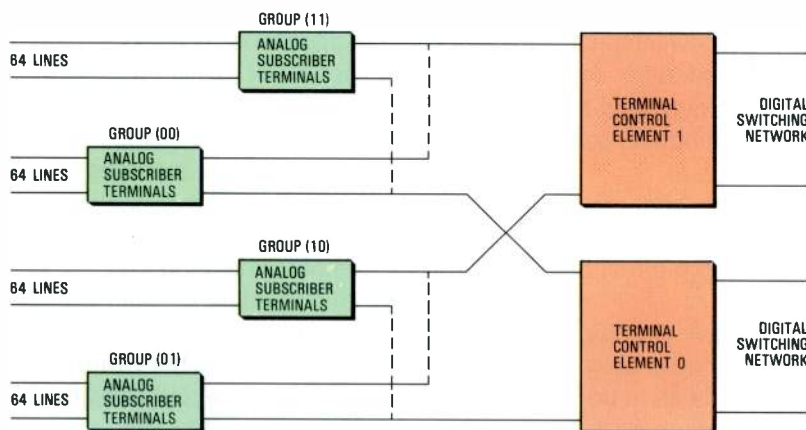 GROUP (11)
64 LINES
ANALOG
SUBSCRIBER
TERMINALS
GROUP (00)
64 LINES
ANALOG
SUBSCRIBER
TERMINALS
TERMINAL
CONTROL
ELEMENT 1
DIGITAL
SWITCHING
NETWORK
GROUP (10)
64 LINES
ANALOG
SUBSCRIBER
TERMINALS
GROUP (01)
64 LINES
ANALOG
SUBSCRIBER
TERMINALS
TERMINAL
CONTROL
ELEMENT 0
DIGITAL
SWITCHING
NETWORK